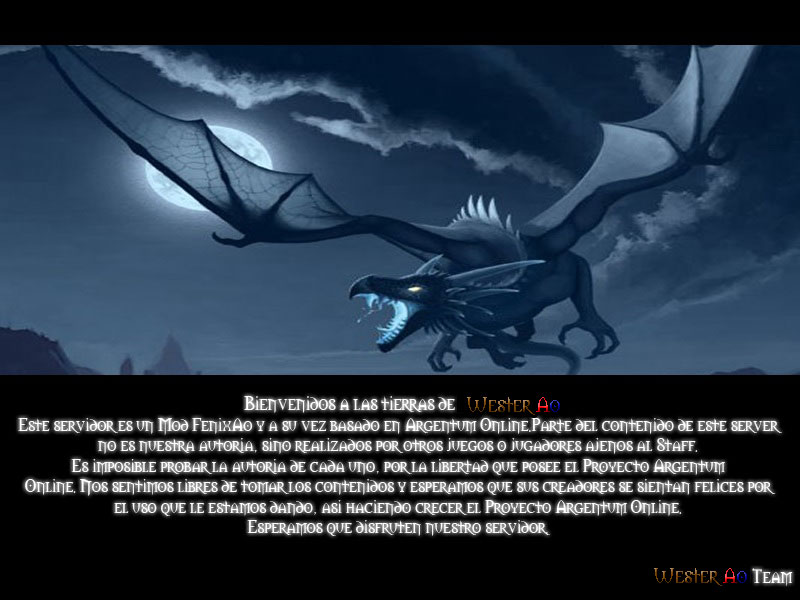 Bienvenidos a las tierras de Wester Ao
Este servidor es un Mod FenixAo y a su vez basado en Argentum Online.Parte del contenido de este server
no es nuestra autoria, sino realizados por otros juegos o jugadores ajenos al Staff.
Es imposible probar la autoria de cada uno, por la libertad que posee el Proyecto Argentum
Online. Nos sentimos libres de tomar los contenidos y esperamos que sus creadores se sientan felices por
el uso que le estamos dando, asi haciendo crecer el Proyecto Argentum Online.
Esperamos que disfruten nuestro servidor
Wester Ao Team